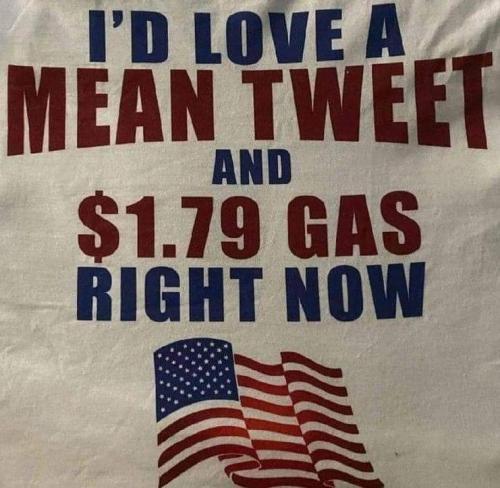 I'D LOVE A
MEAN TWEET
AND
$1.79 GAS
RIGHT NOW